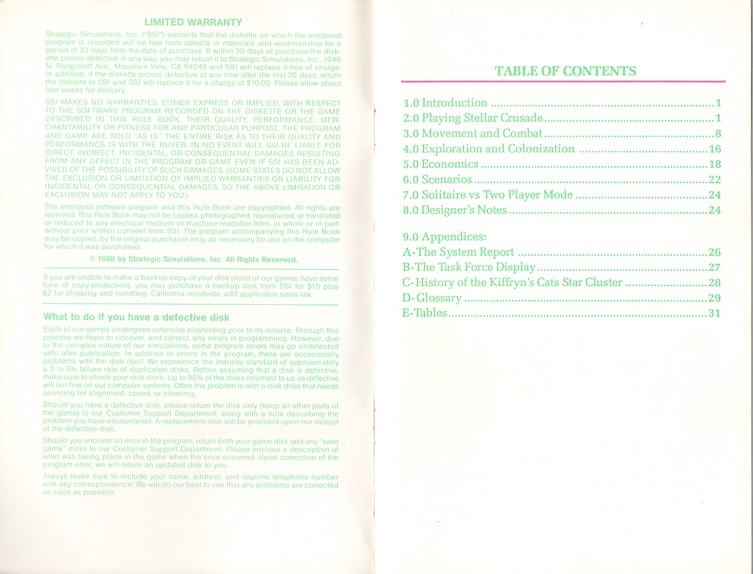 LIMITED WARRANTY
Strategic Simulations, Inc. ("SSI") warrants that the diskette on which the enclosed
program is recorded will be free from defects in materials and workmanship for a
period of 30 days from the date of purchase. If within 30 days of purchase the disk-
ette proves defective in any way, you may return it to Strategic Simulations, Inc., 1046
N. Rengstorff Ave., Mountain View, CA 94043 and SSI will replace it free of charge.
In addition, if the diskette proves defective at any time after the first 30 days, return
the diskette to SSI and SSI will replace it for a charge of $10.00. Please allow about
four weeks for delivery.
SSI MAKES NO WARRANTIES, EITHER EXPRESS OR IMPLIED, WITH RESPECT
TO THE SOFTWARE PROGRAM RECORDED ON THE DISKETTE OR THE GAME
DESCRIBED IN THIS RULE BOOK, THEIR QUALITY, PERFORMANCE, MER-
CHANTABILITY OR FITNESS FOR ANY PARTICULAR PURPOSE. THE PROGRAM
AND GAME ARE SOLD "AS IS." THE ENTIRE RISK AS TO THEIR QUALITY AND
PERFORMANCE IS WITH THE BUYER. IN NO EVENT WILL SSI BE LIABLE FOR
DIRECT, INDIRECT, INCIDENTAL, OR CONSEQUENTIAL DAMAGES RESULTING
FROM ANY DEFECT IN THE PROGRAM OR GAME EVEN IF SSI HAS BEEN AD-
VISED OF THE POSSIBILITY OF SUCH DAMAGES. (SOME STATES DO NOT ALLOW
THE EXCLUSION OR LIMITATION OF IMPLIED WARRANTIES OR LIABILITY FOR
INCIDENTAL OR CONSEQUENTIAL DAMAGES, SO THE ABOVE LIMITATION OR
EXCLUSION MAY NOT APPLY TO YOU.)
The enclosed software program and this Rule Book are copyrighted. All rights are
reserved. This Rule Book may not be copied, photographed, reproduced, or translated
or reduced to any electrical medium or machine-readable form, in whole or in part,
without prior written consent from SSI. The program accompanying this Rule Book
may be copied, by the original purchaser only, as necessary for use on the computer
for which it was purchased.
© 1988 by Strategic Simulations, Inc. All Rights Reserved.
If you are unable to make a backup copy of your disk (most of our games have some
form of copy-protection), you may purchase a backup disk from SSI for $10 plus
$2 for shipping and handling. California residents, add applicable sales tax.
What to do if you have a defective disk
Each of our games undergoes extensive playtesting prior to its release. Through this
process we hope to uncover, and correct, any errors in programming. However, due
to the complex nature of our simulations, some program errors may go undetected
until after publication. In addition to errors in the program, there are occasionally
problems with the disk itself. We experience the industry standard of approximately
a 3 to 5% failure rate of duplicated disks. Before assuming that a disk is defective,
make sure to check your disk drive. Up to 95% of the disks returned to us as defective
will run fine on our computer systems. Often the problem is with a disk drive that needs
servicing for alignment, speed, or cleaning.
Should you have a defective disk, please return the disk only (keep all other parts of
the game) to our Customer Support Department, along with a note describing the
problem you have encountered. A replacement disk will be provided upon our receipt
of the defective disk.
Should you uncover an error in the program, return both your game disk and any "save
game" disks to our Customer Support Department. Please enclose a description of
what was taking place in the game when the error occurred. Upon correction of the
program error, we will return an updated disk to you.
Always make sure to include your name, address, and daytime telephone number
with any correspondence. We will do our best to see that any problems are corrected
as soon as possible.
TABLE OF CONTENTS
1.0 Introduction ........ 1
2.0 Playing Stellar Crusade ........ 1
3.0 Movement and Combat ........ 8
4.0 Exploration and Colonization ........ 16
5.0 Economics ........ 18
6.0 Scenarios ........ 22
7.0 Solitaire vs Two Player Mode ........ 24
8.0 Designer's Notes ........ 24
9.0 Appendices:
A-The System Report ........ 26
B-The Task Force Display ........ 27
C-History of the Kiffryn's Cats Star Cluster ........ 28
D- Glossary ........ 29
E-Tables ........ 31